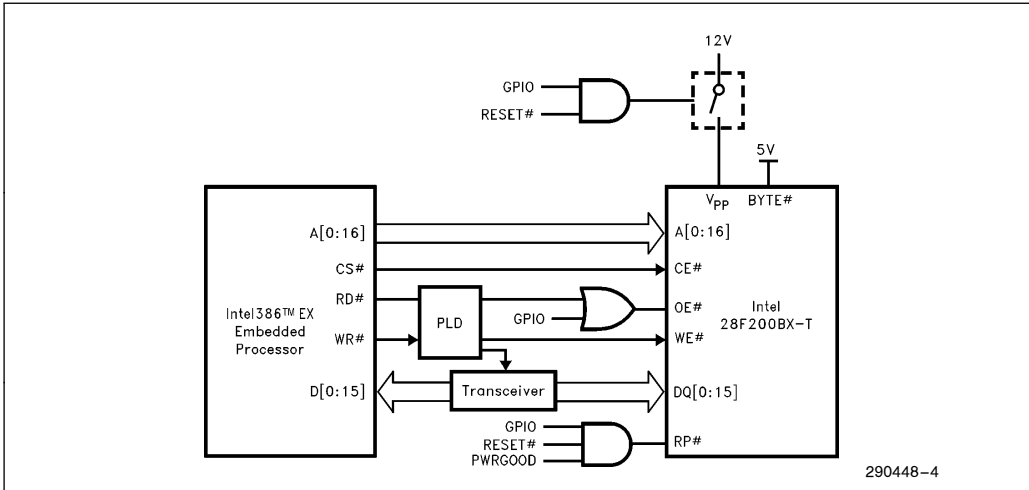 12V
GPIO
RESET#
5V
VPP BYTE#
A[0:16]
A[0:16]
CS#
CE#
RD#
OE#
Intel386™ EX
Embedded
Processor
PLD
GPIO
Intel
28F200BX-T
WR#
WE#
D[0:15]
Transceiver
DQ[0:15]
GPIO
RESET#
PWRGOOD
RP#
290448-4